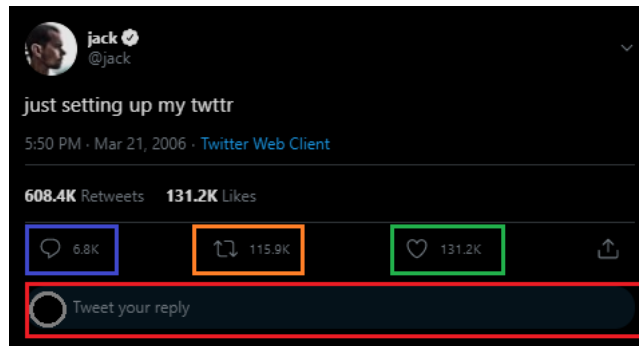 jack
@jack
just setting up my twttr
5:50 PM · Mar 21, 2006 · Twitter Web Client
608.4K Retweets 131.2K Likes
6.8K 115.9K 131.2K
Tweet your reply